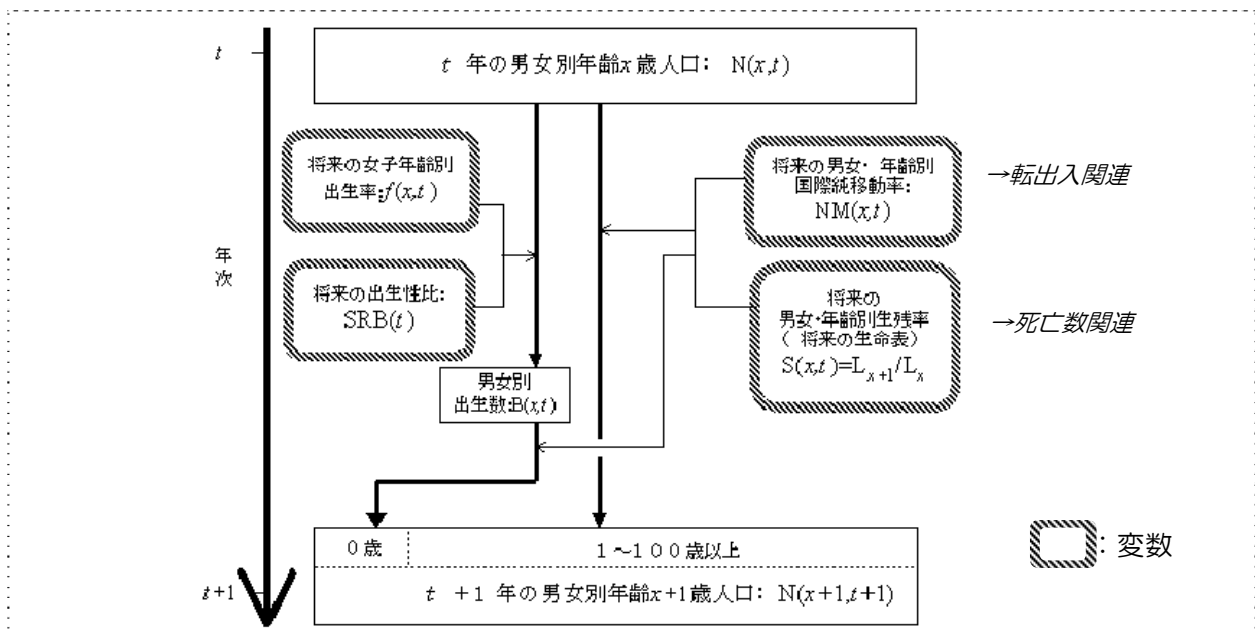 t
t 年の男女別年齢x歳人口: N(x,t)
将来の女子年齢別
出生率:f(x,t)
将来の男女・年齢別
国際純移動率:
NM(x,t)
→転出入関連
年次
将来の出生性比:
SRB(t)
将来の
男女・年齢別生残率
(将来の生命表)
S(x,t)=Lx+1/Lx
→死亡数関連
男女別
出生数:B(x,t)
0歳
1~100歳以上
: 変数
t+1
t +1 年の男女別年齢x+1歳人口: N(x+1,t+1)